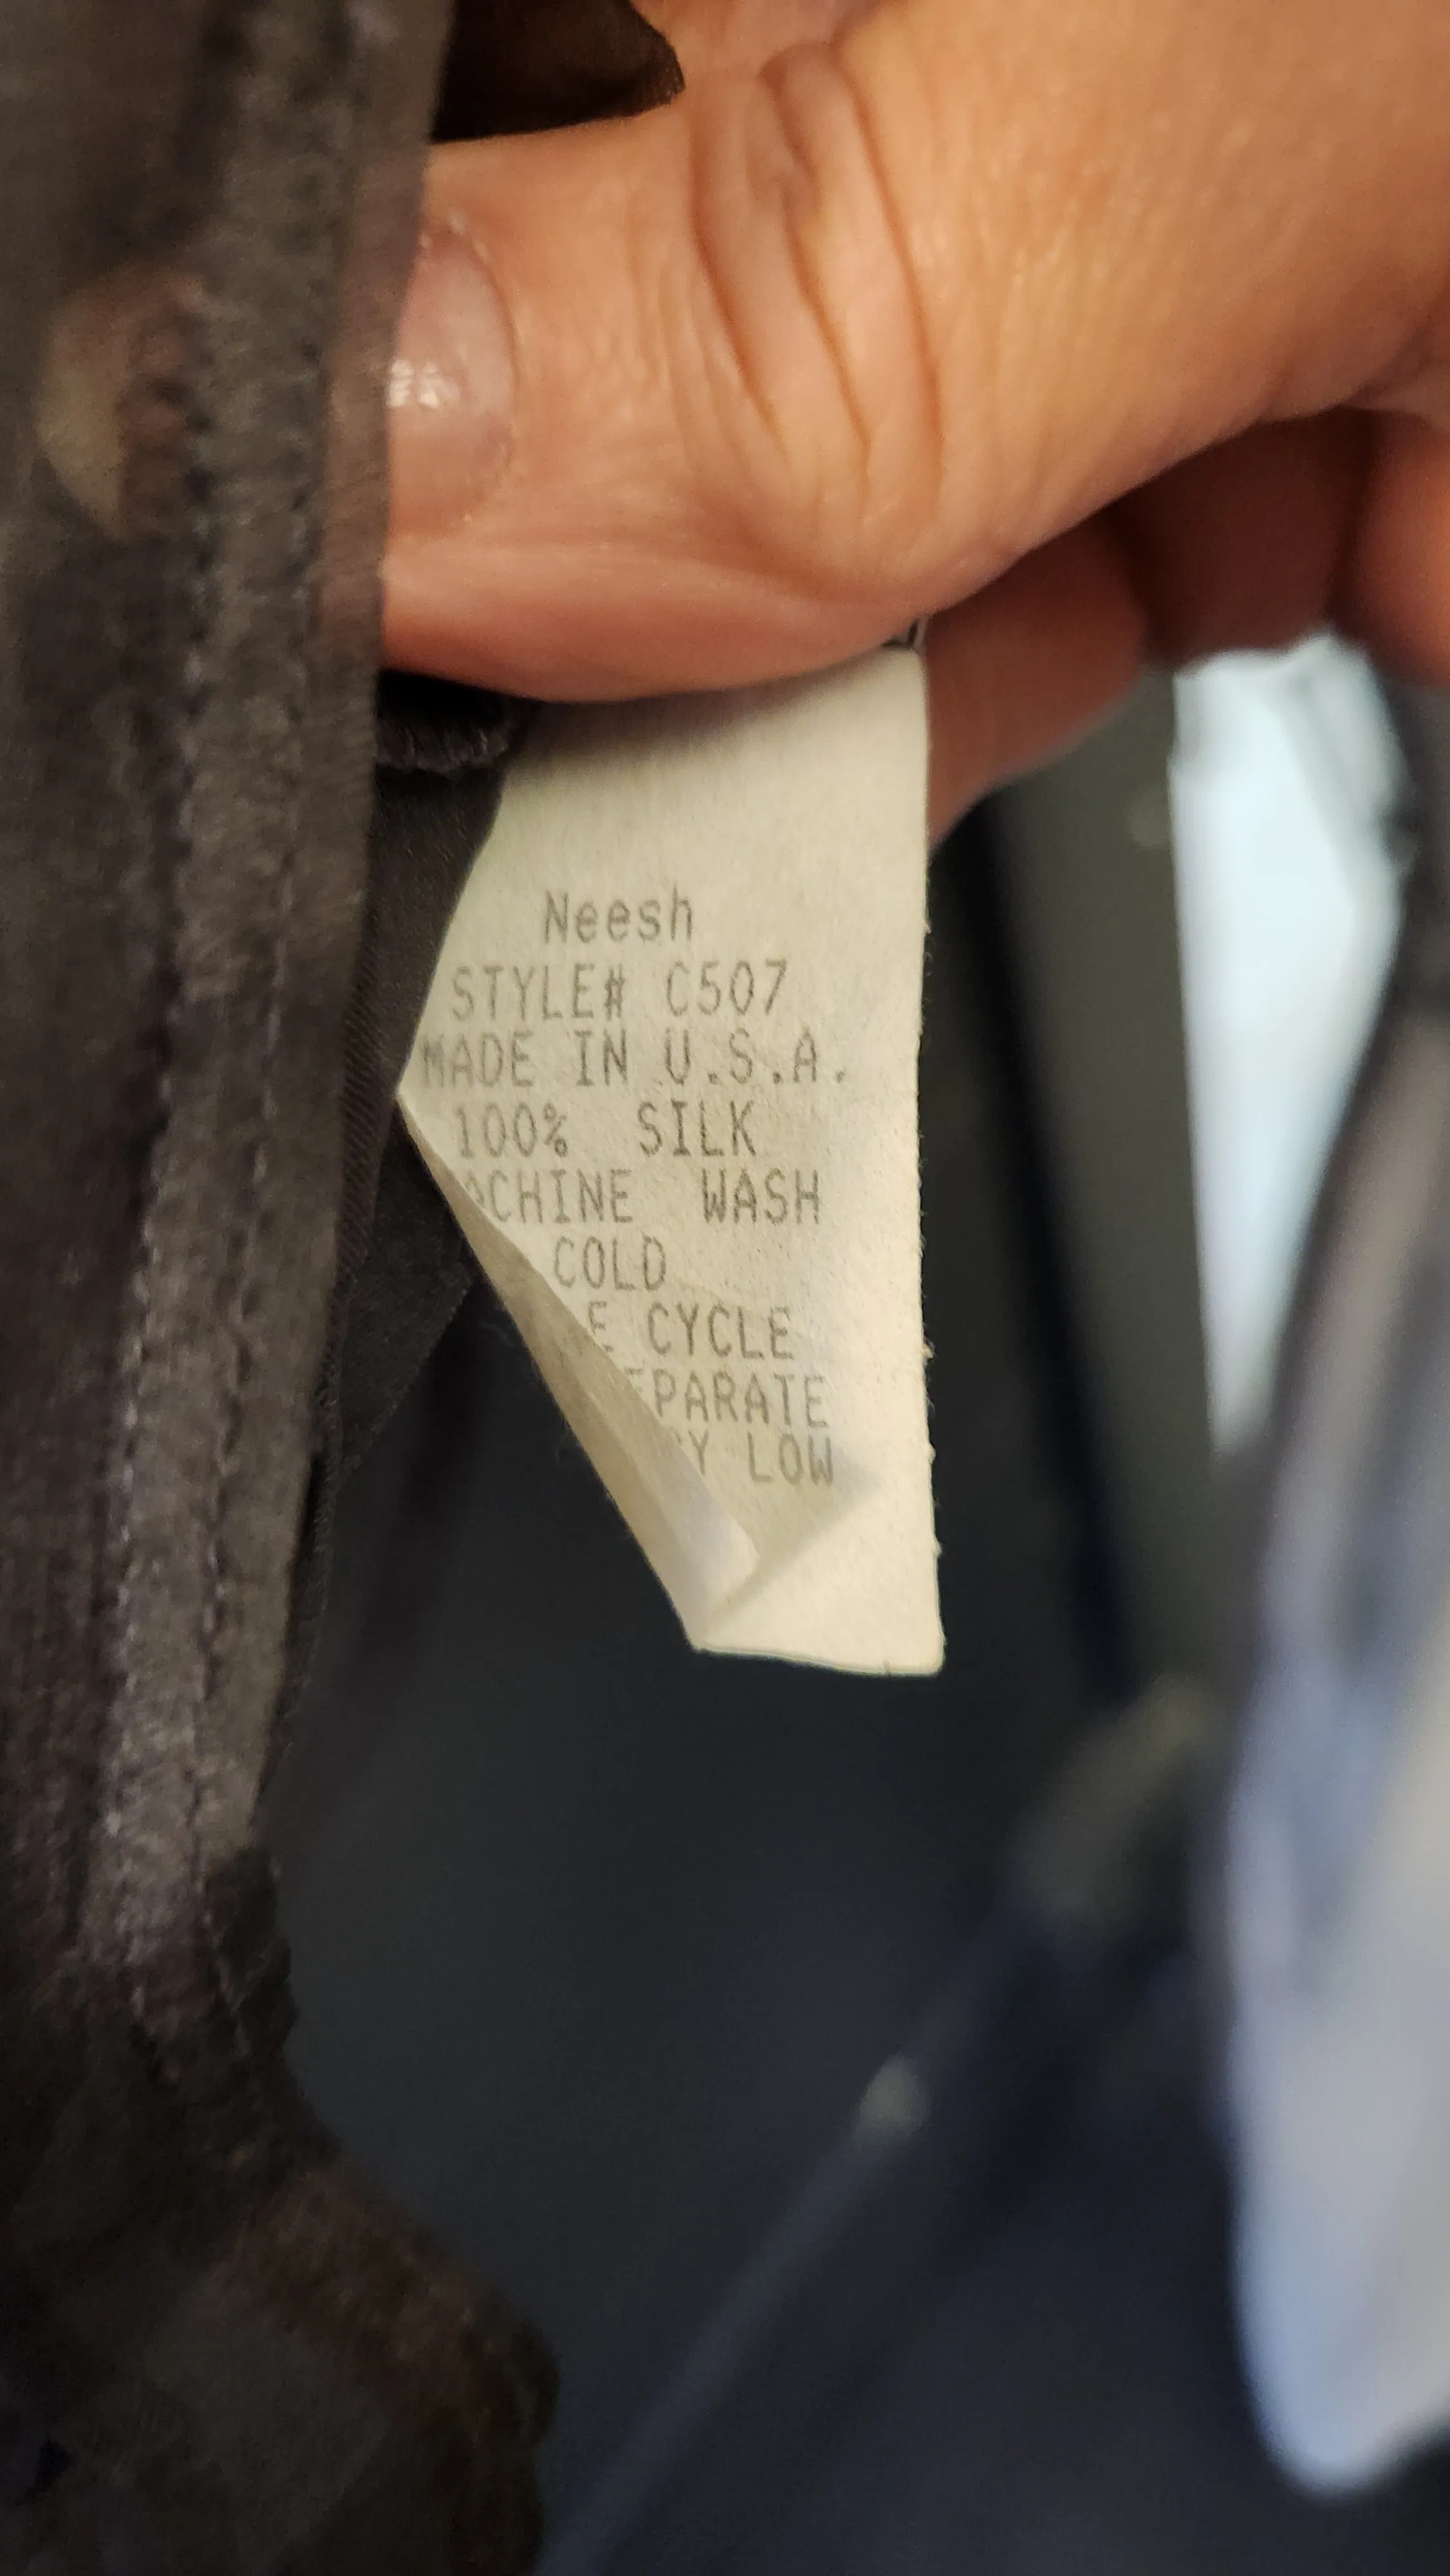 Neesh
STYLE# C507
MADE IN U.S.A.
100% SILK
ACHINE WASH
COLD
E CYCLE
EPARATE
Y LOW